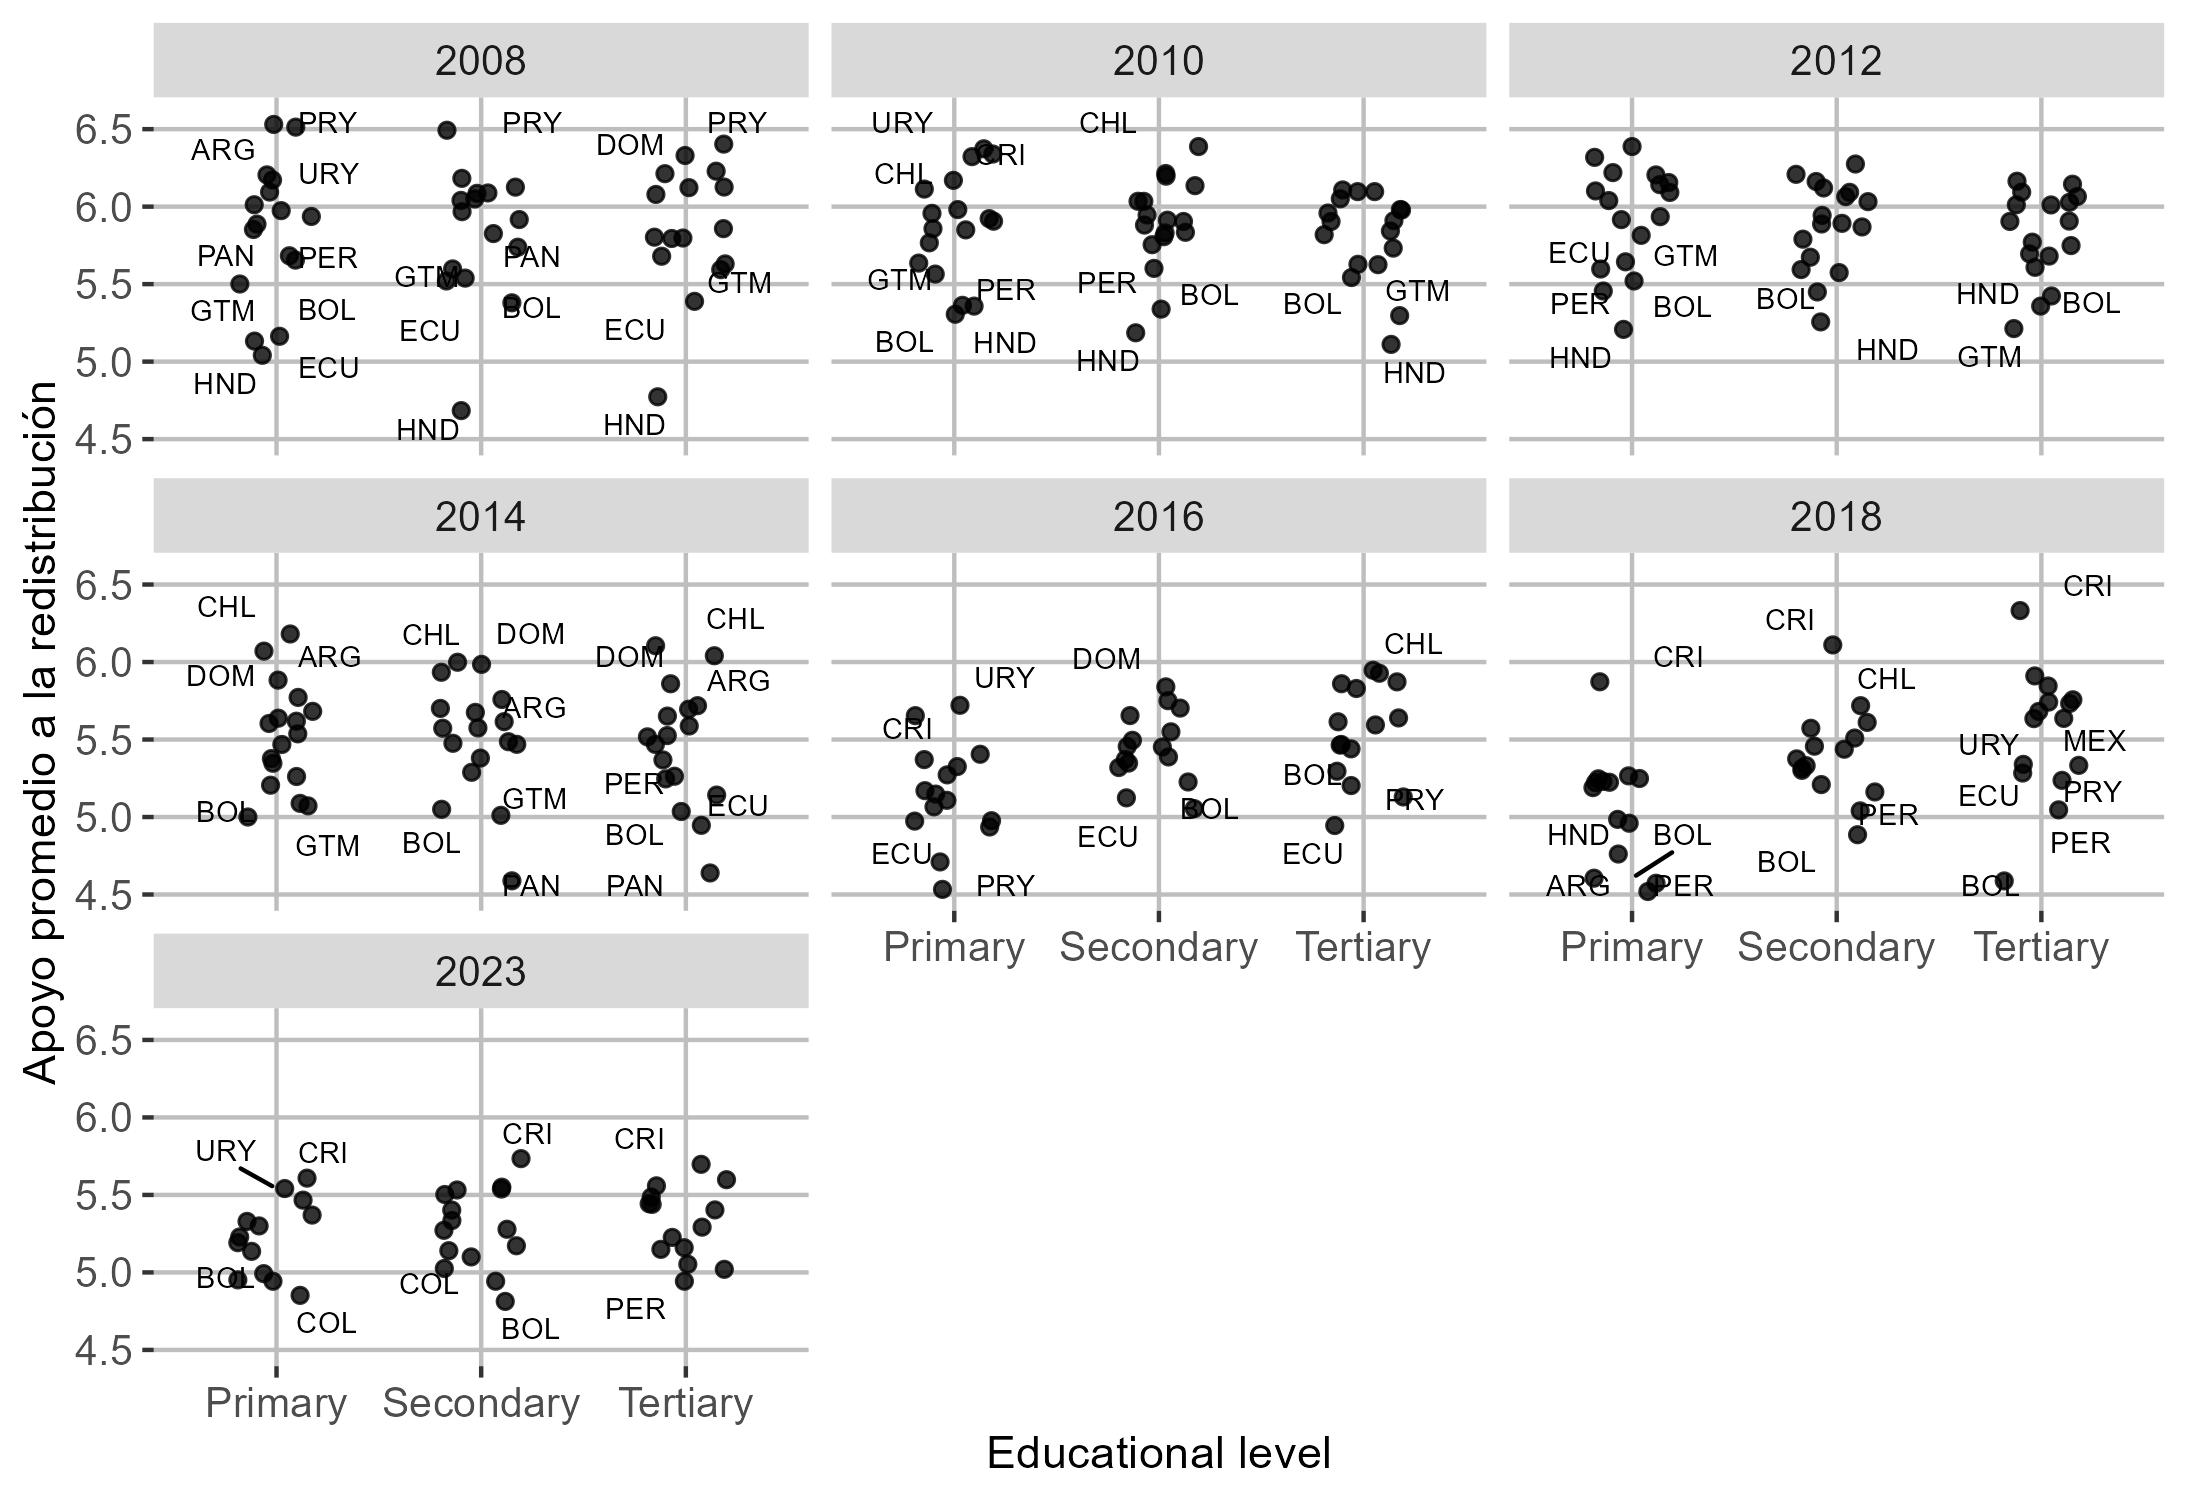 2008
2010
2012
6.5
6.0
5.5
5.0
4.5
PRY
PRY
PRY
ARG
DOM
URY
PAN
PER
PAN
GTM
GTM
GTM
BOL
BOL
ECU
ECU
ECU
HND
HND
HND
URY
CHL
CRI
CHL
GTM
PER
PER
BOL
BOL
GTM
BOL
HND
HND
HND
ECU
GTM
PER
BOL
BOL
HND
BOL
HND
HND
GTM
2014
2016
2018
6.5
6.0
5.5
5.0
4.5
CHL
CHL
DOM
CHL
ARG
DOM
DOM
ARG
ARG
PER
BOL
GTM
ECU
GTM
BOL
BOL
PAN
PAN
URY
DOM
CHL
CRI
BOL
BOL
PRY
ECU
ECU
ECU
PRY
CRI
CRI
CRI
CHL
URY
MEX
ECU
PRY
HND
BOL
PER
PER
BOL
ARG
PER
BOL
Primary
Secondary
Tertiary
Primary
Secondary
Tertiary
2023
6.5
6.0
5.5
5.0
4.5
URY
CRI
CRI
CRI
BOL
COL
COL
BOL
PER
Primary
Secondary
Tertiary
Apoyo promedio a la redistribución
Educational level